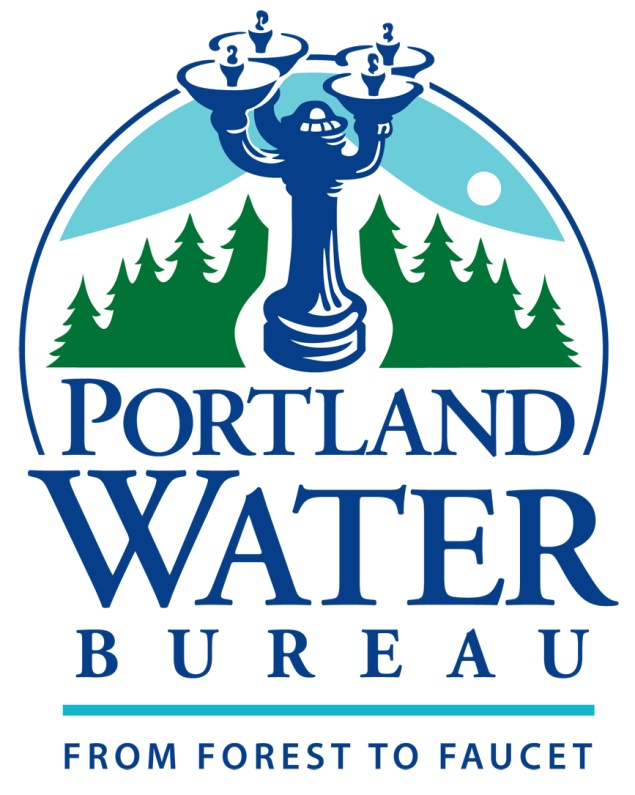 PORTLAND
WATER
BUREAU
FROM FOREST TO FAUCET